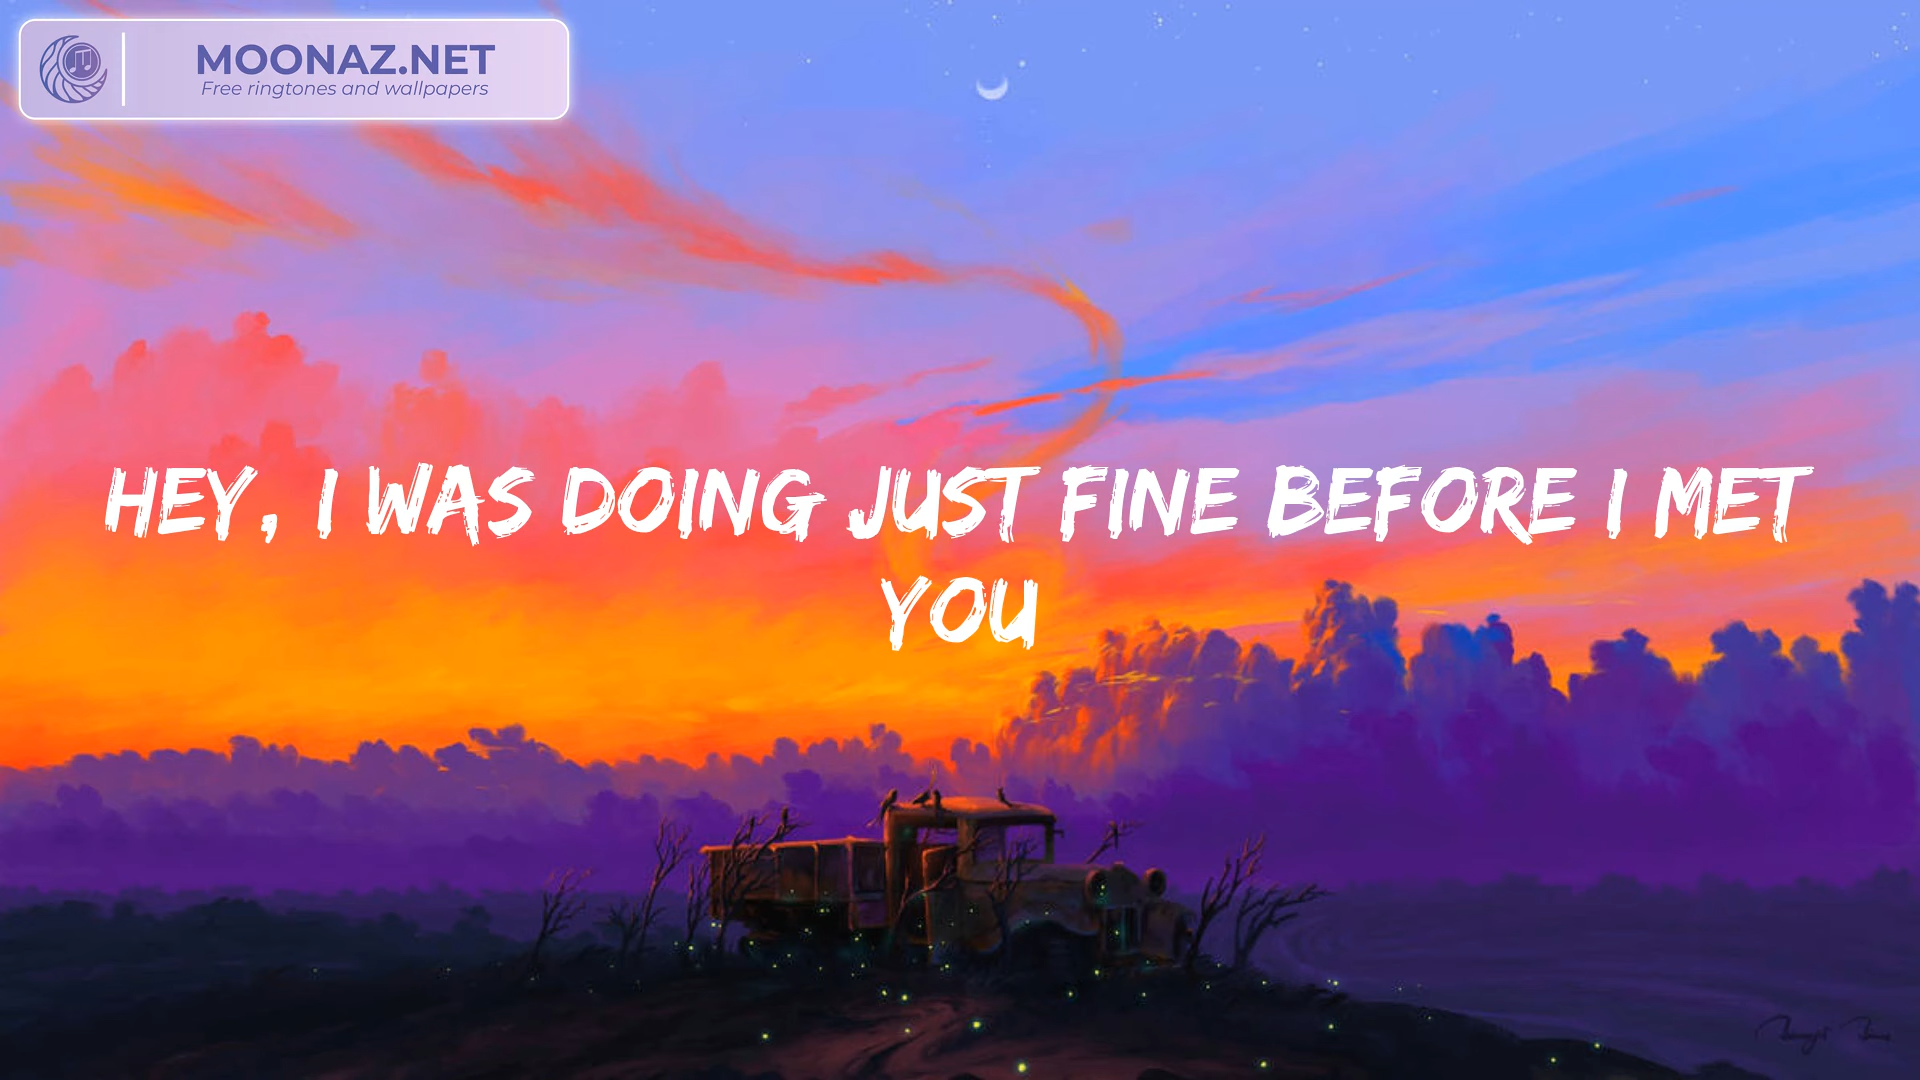 MOONAZ.NET
Free ringtones and wallpapers
HEY, I WAS DOING JUST FINE BEFORE I MET
YOU